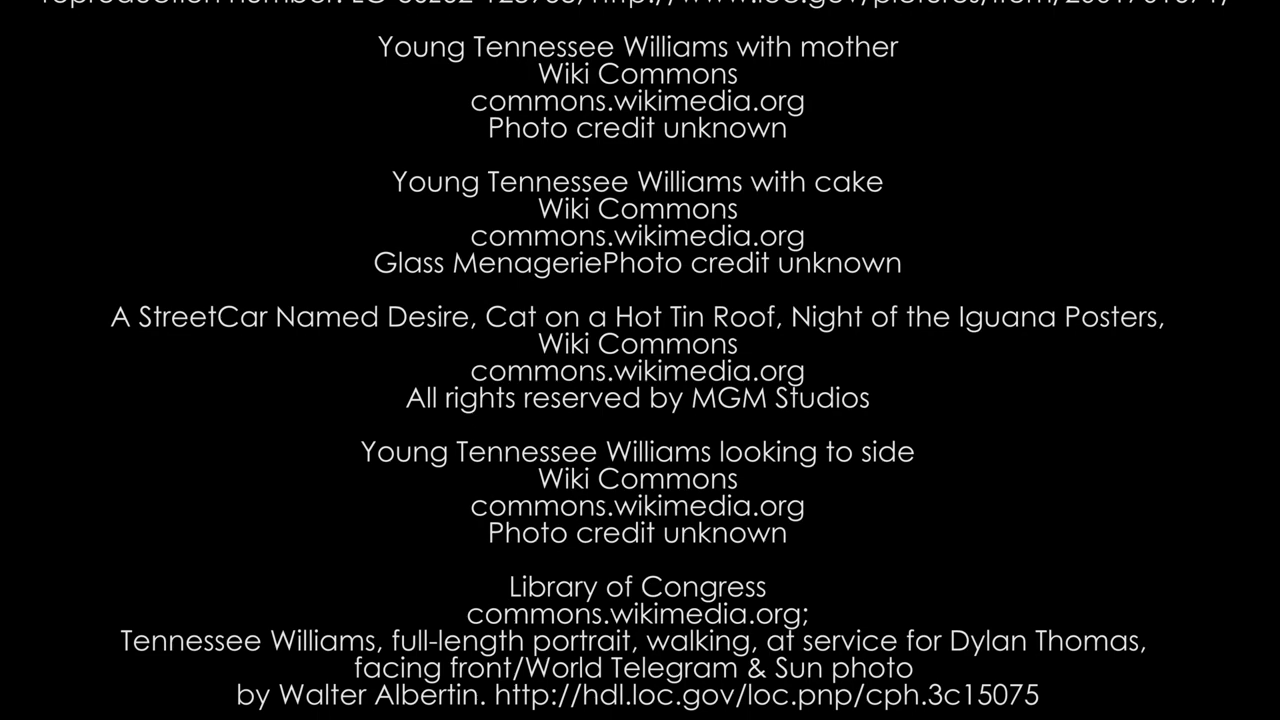 Young Tennessee Williams with mother
Wiki Commons
commons.wikimedia.org
Photo credit unknown
Young Tennessee Williams with cake
Wiki Commons
commons.wikimedia.org
Glass MenageriePhoto credit unknown
A StreetCar Named Desire, Cat on a Hot Tin Roof, Night of the Iguana Posters,
Wiki Commons
commons.wikimedia.org
All rights reserved by MGM Studios
Young Tennessee Williams looking to side
Wiki Commons
commons.wikimedia.org
Photo credit unknown
Library of Congress
commons.wikimedia.org;
Tennessee Williams, full-length portrait, walking, at service for Dylan Thomas,
facing front/World Telegram & Sun photo
by Walter Albertin. http://hdl.loc.gov/loc.pnp/cph.3c15075